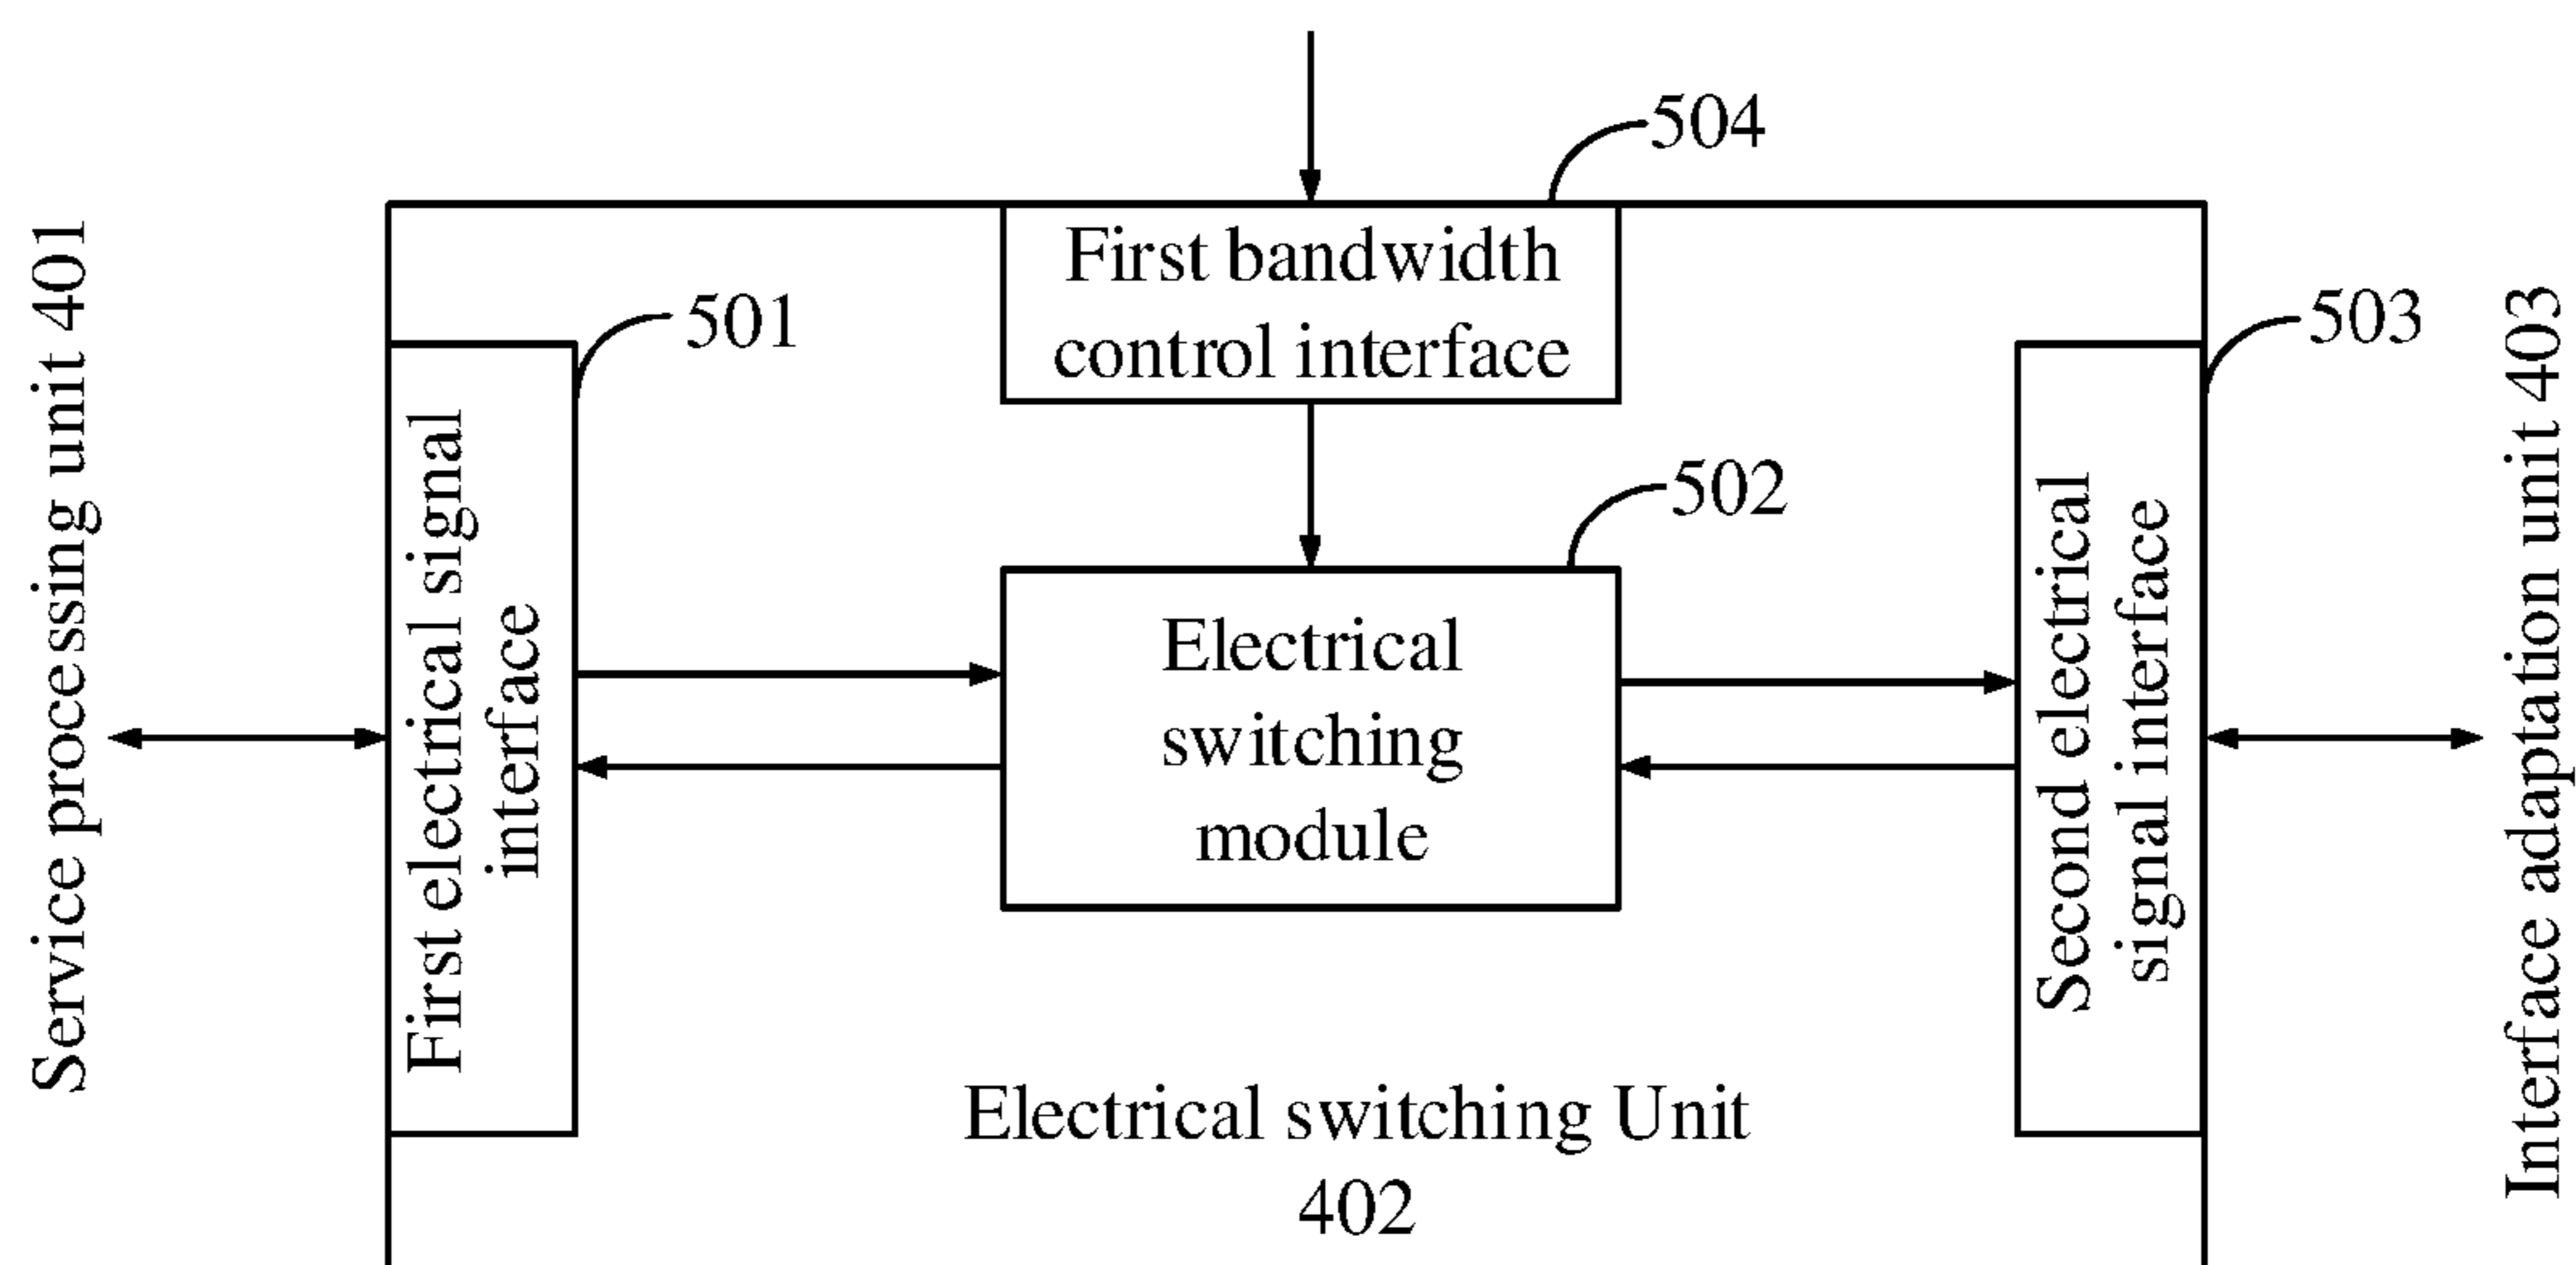 504
First bandwidth
control interface
501
503
502
Service processing unit 401
First electrical signal
interface
Electrical
switching
module
Second electrical
signal interface
Interface adaptation unit 403
Electrical switching Unit
402